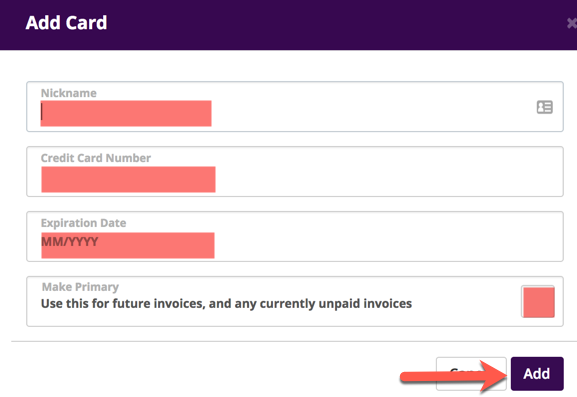 Add Card
Nickname
Credit Card Number
Expiration Date
MM/YYYY
Make Primary
Use this for future invoices, and any currently unpaid invoices
Add